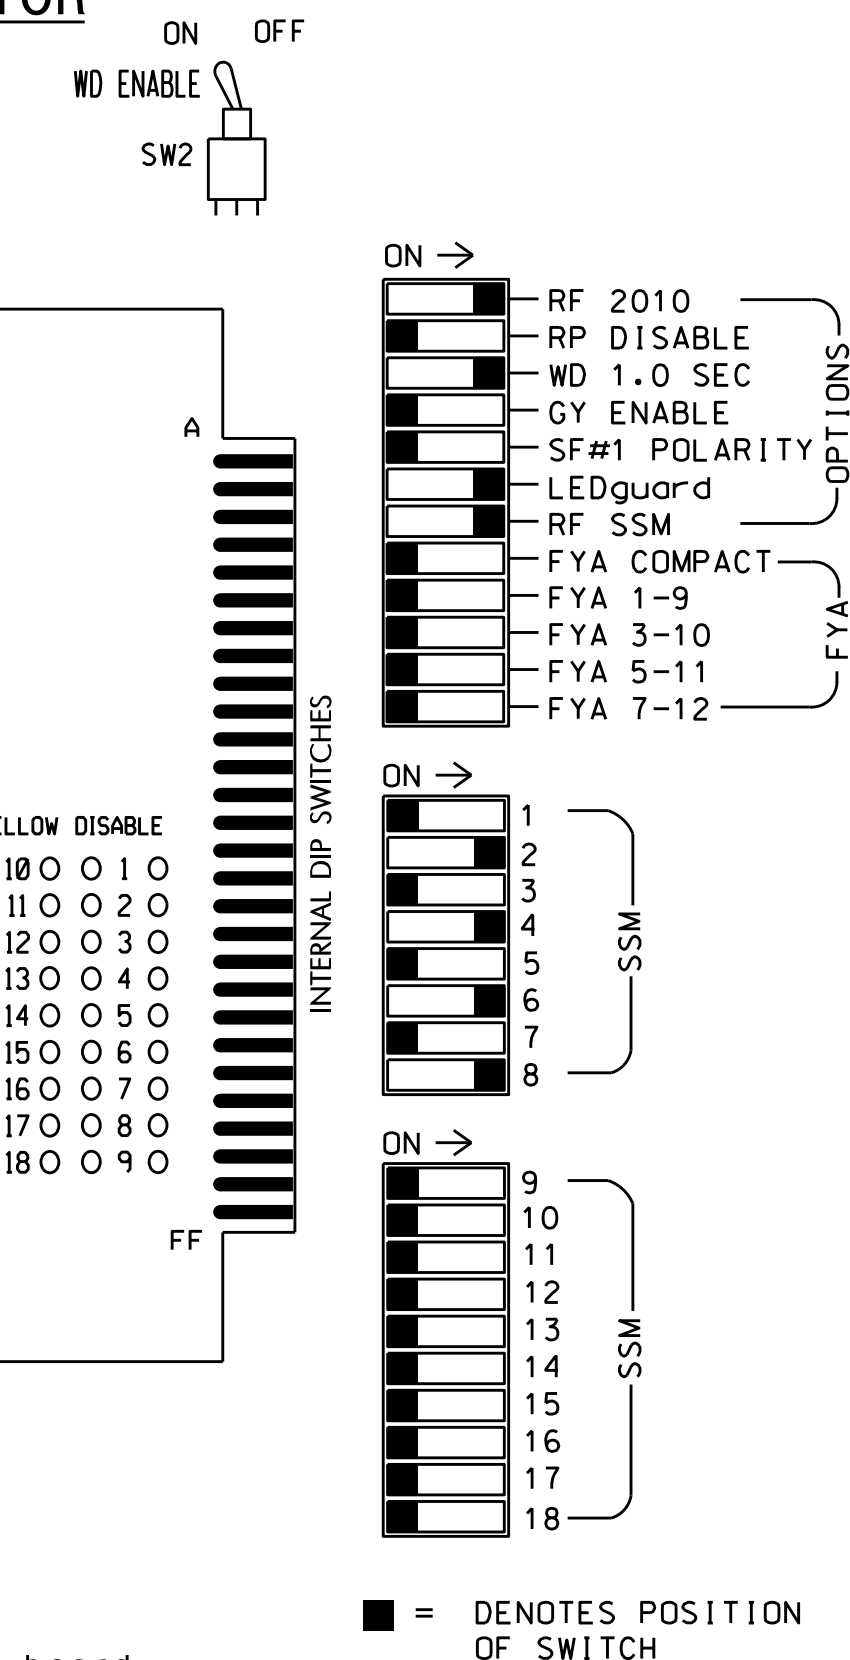 ON OFF
WD ENABLE
SW2
ON
RF 2010
RP DISABLE
WD 1.0 SEC
GY ENABLE
SF#1 POLARITY
LEDguard
RF SSM
OPTIONS
FYA COMPACT
FYA 1-9
FYA 3-10
FYA 5-11
FYA 7-12
FYA
A
INTERNAL DIP SWITCHES
DISABLE
10 1
11 2
12 3
13 4
14 5
15 6
16 7
17 8
18 9
FF
ON
1
2
3
4
5
6
7
8
SSM
ON
9
10
11
12
13
14
15
16
17
18
SSM
= DENOTES POSITION
OF SWITCH